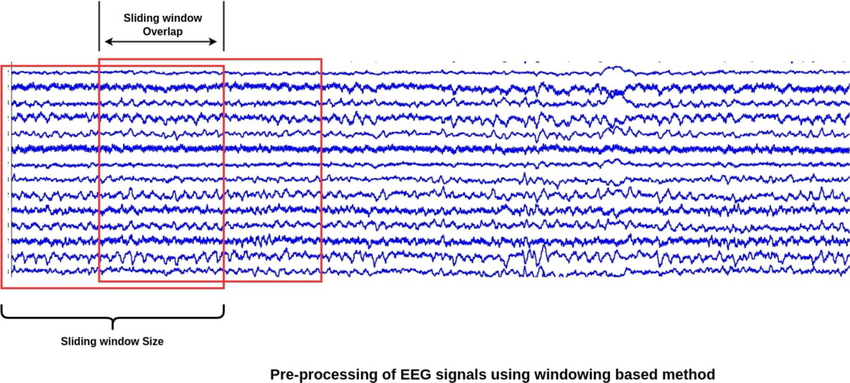 Sliding window
Overlap
Sliding window Size
Pre-processing of EEG signals using windowing based method